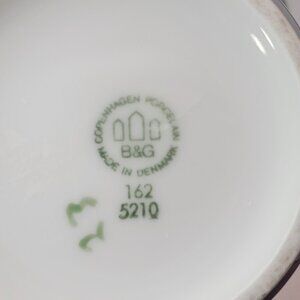 COPENHAGEN PORCELAIN
B&G
MADE IN DENMARK
162
5210